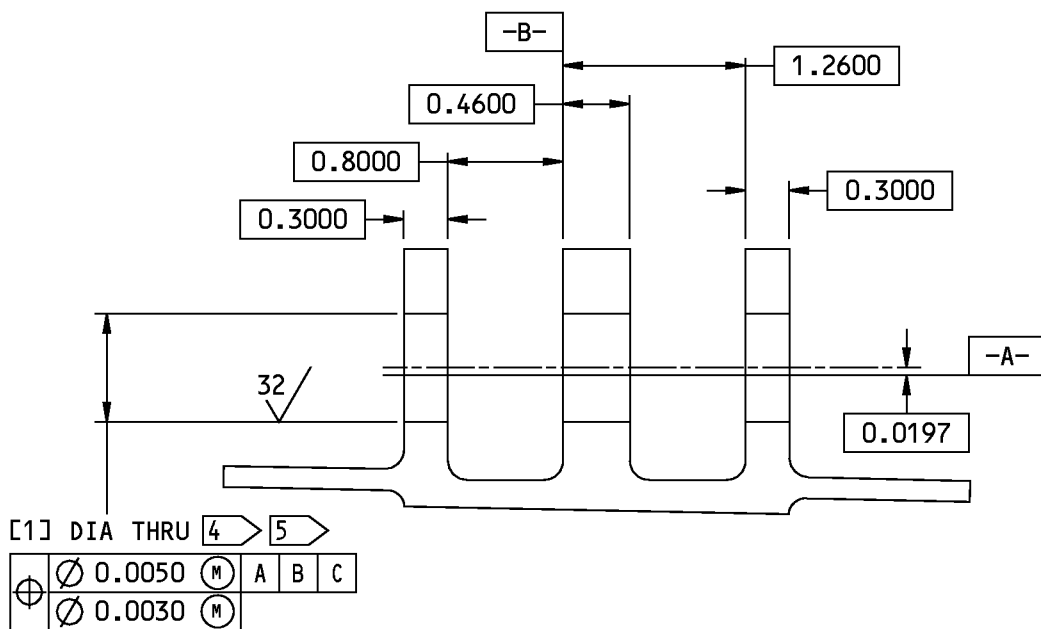 -B-
1.2600
0.4600
0.8000
0.3000
0.3000
-A-
32
0.0197
[1] DIA THRU 4 5
⌖ ⌀ 0.0050 Ⓜ A B C
⌀ 0.0030 Ⓜ